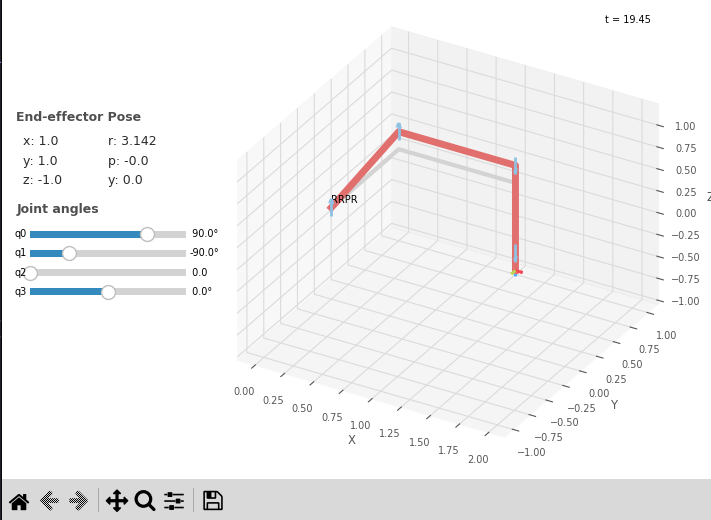 t = 19.45
End-effector Pose
x: 1.0 r: 3.142
y: 1.0 p: -0.0
z: -1.0 y: 0.0
Joint angles
q0 90.0°
q1 -90.0°
q2 0.0
q3 0.0°
RRPR
1.00
0.75
0.50
0.25
0.00
−0.25
−0.50
−0.75
−1.00
Z
0.00
0.25
0.50
0.75
1.00
1.25
1.50
1.75
2.00
X
1.00
0.75
0.50
0.25
0.00
−0.25
−0.50
−0.75
−1.00
Y